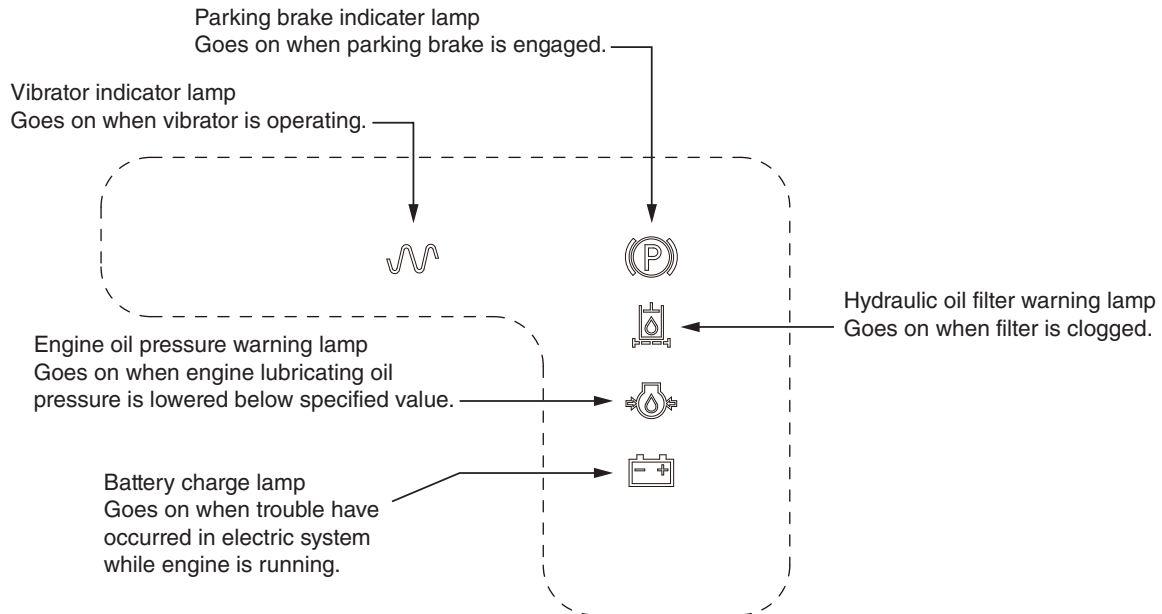 Parking brake indicater lamp
Goes on when parking brake is engaged.
Vibrator indicator lamp
Goes on when vibrator is operating.
P
Hydraulic oil filter warning lamp
Goes on when filter is clogged.
Engine oil pressure warning lamp
Goes on when engine lubricating oil
pressure is lowered below specified value.
- +
Battery charge lamp
Goes on when trouble have
occurred in electric system
while engine is running.